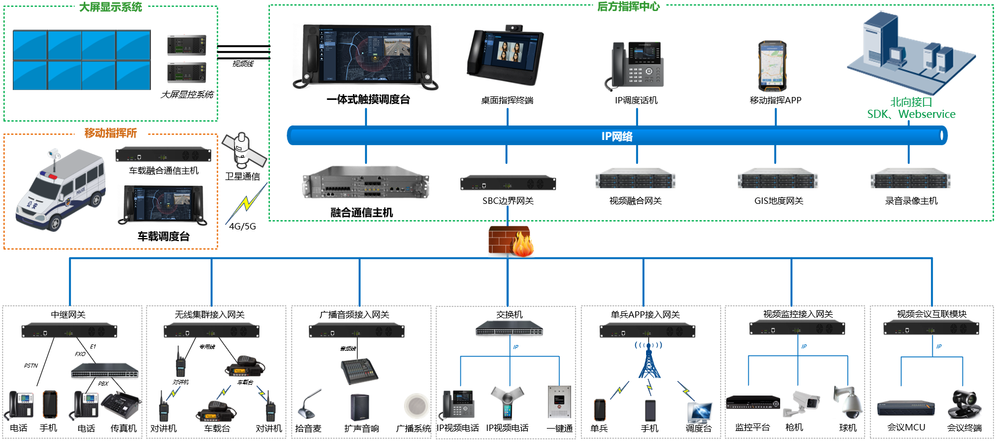 大屏显示系统
大屏显控系统
视频线
后方指挥中心
一体式触摸调度台
桌面指挥终端
IP调度话机
移动指挥APP
北向接口
SDK、Webservice
IP网络
融合通信主机
SBC边界网关
视频融合网关
GIS地度网关
录音录像主机
移动指挥所
车载融合通信主机
POLICE
公安
车载调度台
卫星通信
4G/5G
中继网关
PSTN
FXO
E1
PBX
电话
手机
电话
传真机
无线集群接入网关
专用线
对讲机
车载台
对讲机
车载台
对讲机
广播音频接入网关
音频线
拾音麦
扩声音响
广播系统
交换机
IP
IP视频电话
IP视频电话
一键通
单兵APP接入网关
单兵
手机
调度台
视频监控接入网关
IP
监控平台
枪机
球机
视频会议互联模块
IP
会议MCU
会议终端